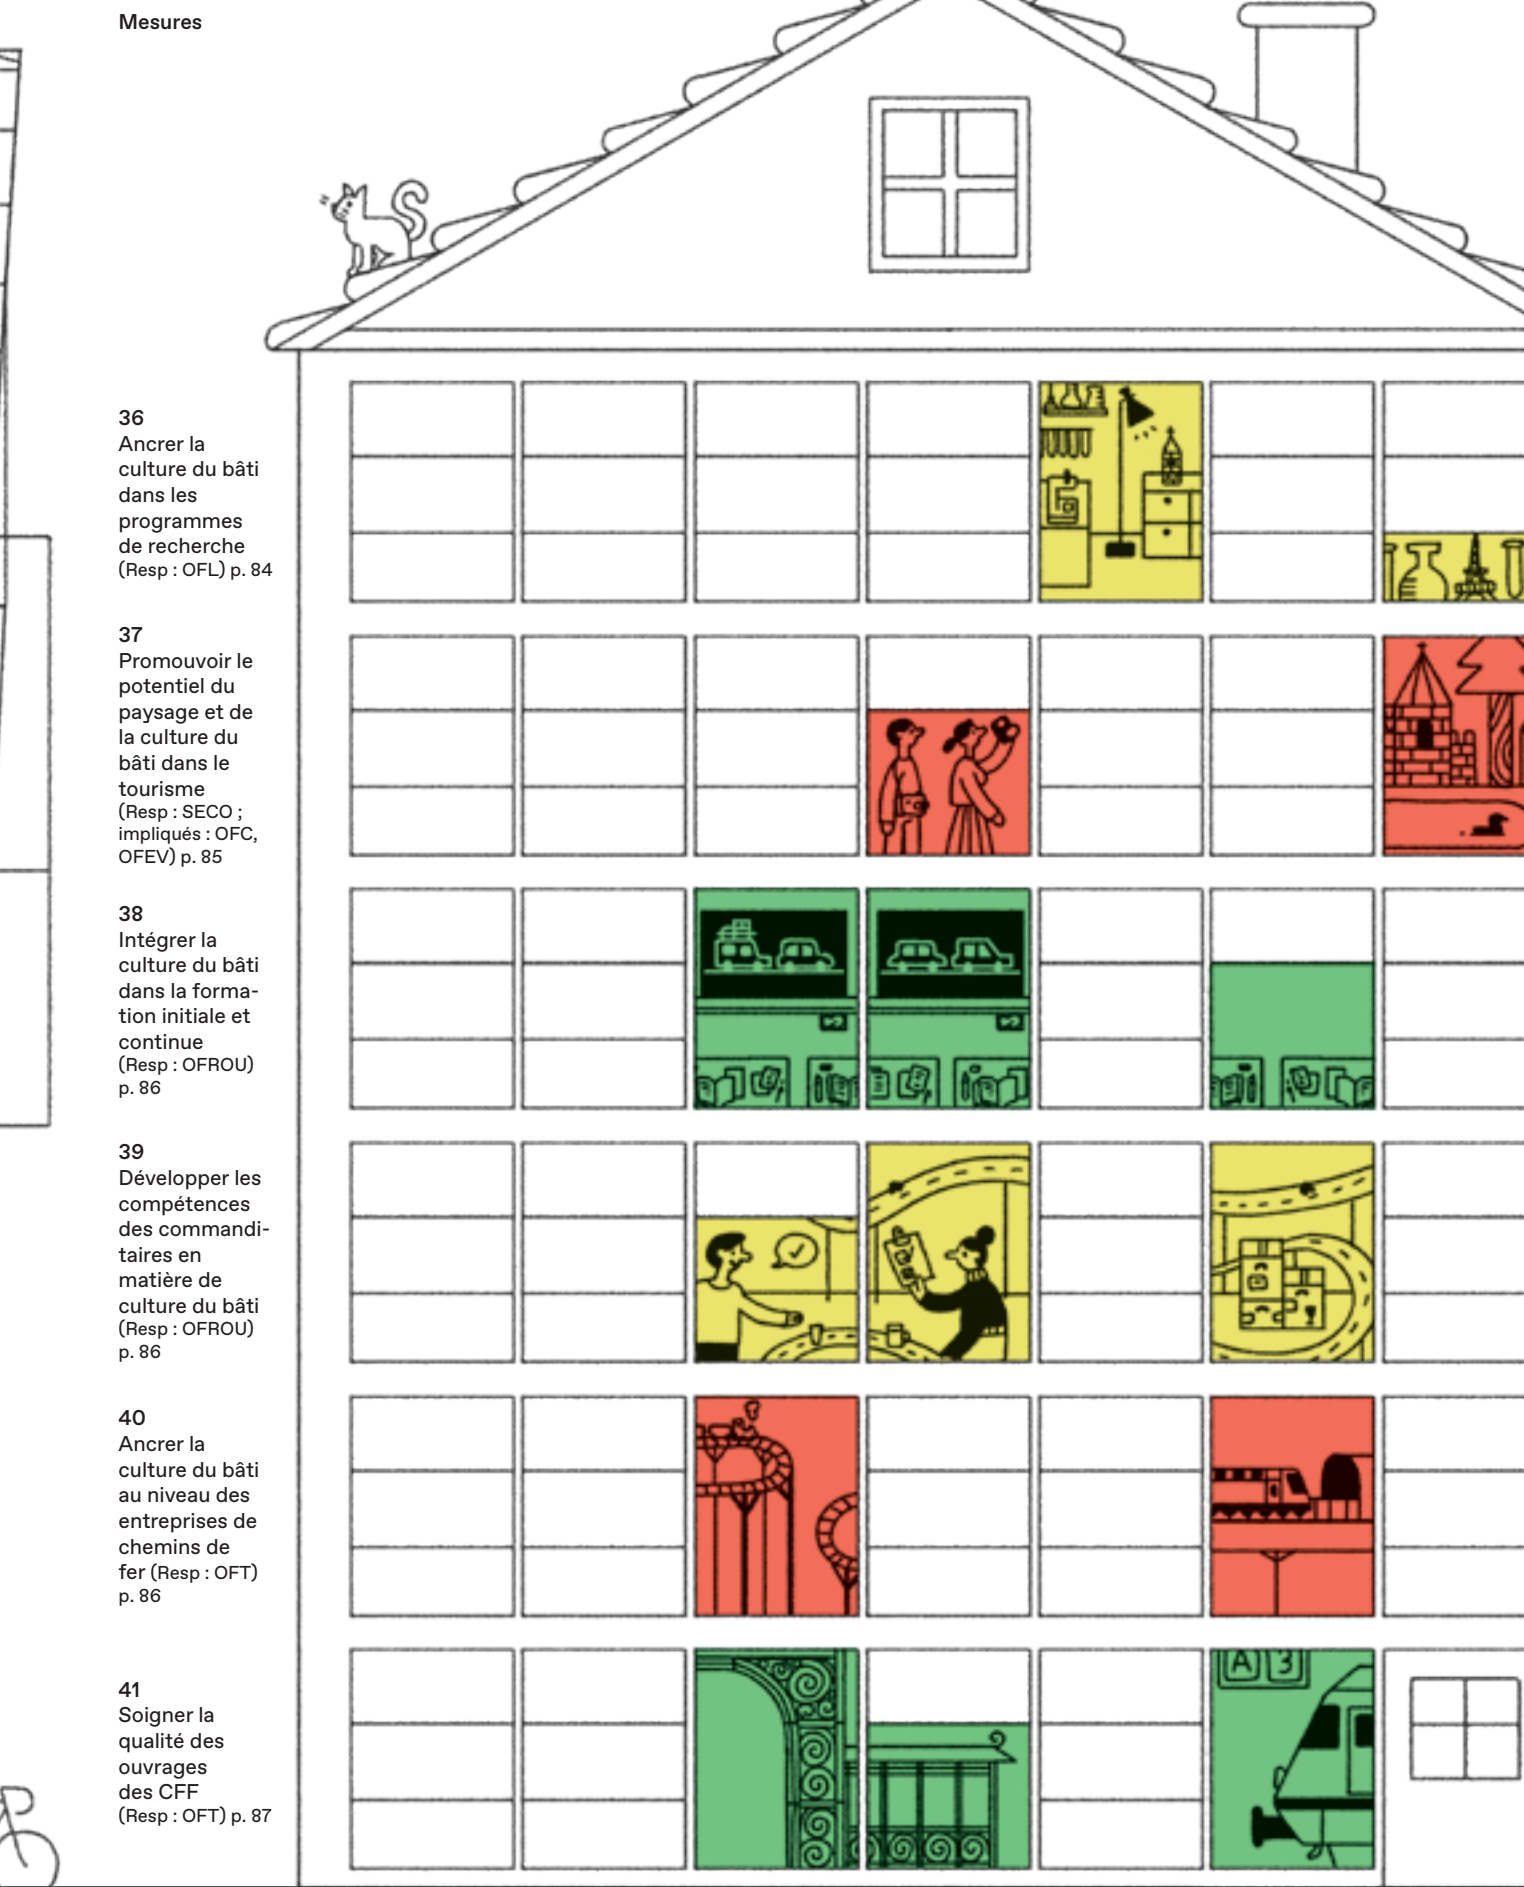 Mesures
36
Ancrer la
culture du bâti
dans les
programmes
de recherche
(Resp : OFL) p. 84
37
Promouvoir le
potentiel du
paysage et de
la culture du
bâti dans le
tourisme
(Resp : SECO ;
impliqués : OFC,
OFEV) p. 85
38
Intégrer la
culture du bâti
dans la forma-
tion initiale et
continue
(Resp : OFROU)
p. 86
39
Développer les
compétences
des commandi-
taires en
matière de
culture du bâti
(Resp : OFROU)
p. 86
40
Ancrer la
culture du bâti
au niveau des
entreprises de
chemins de
fer (Resp : OFT)
p. 86
41
Soigner la
qualité des
ouvrages
des CFF
(Resp : OFT) p. 87
A 3